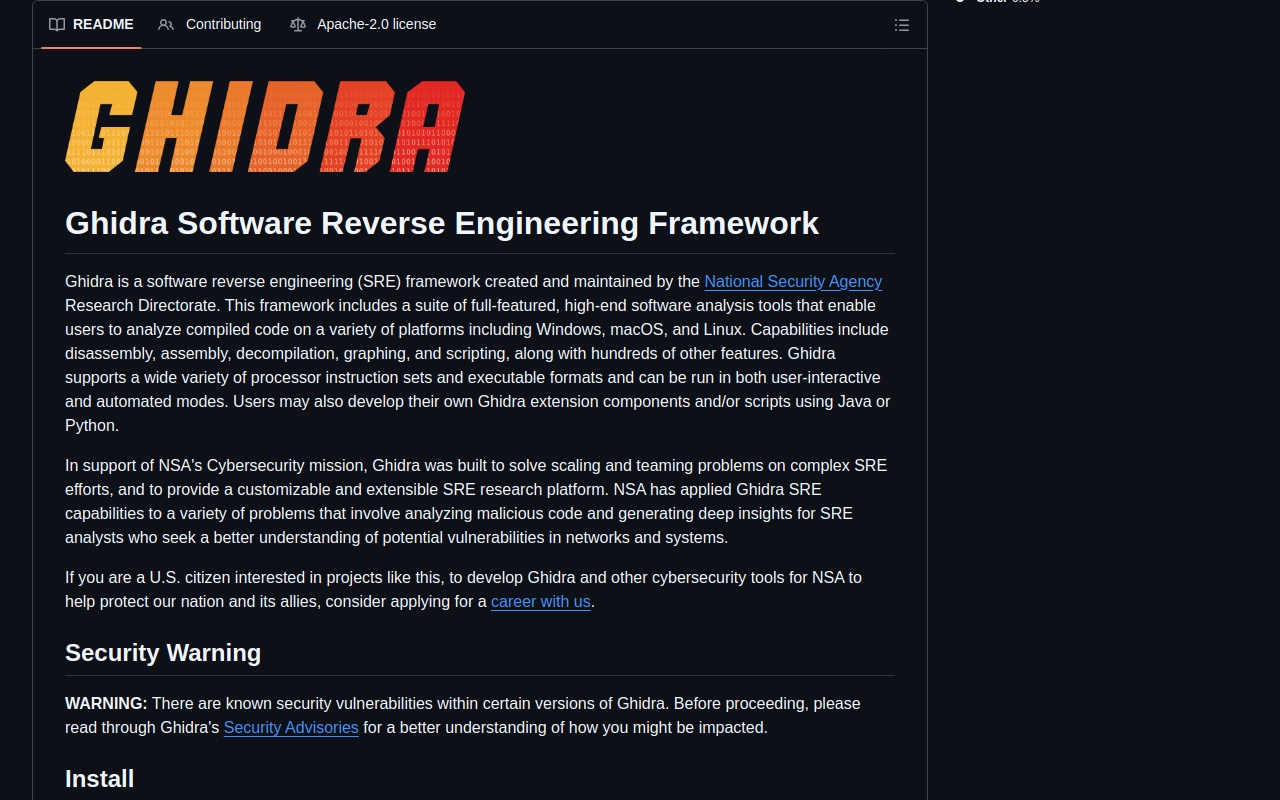 README
Contributing
Apache-2.0 license
GHIDRA
Ghidra Software Reverse Engineering Framework
Ghidra is a software reverse engineering (SRE) framework created and maintained by the National Security Agency
Research Directorate. This framework includes a suite of full-featured, high-end software analysis tools that enable
users to analyze compiled code on a variety of platforms including Windows, macOS, and Linux. Capabilities include
disassembly, assembly, decompilation, graphing, and scripting, along with hundreds of other features. Ghidra
supports a wide variety of processor instruction sets and executable formats and can be run in both user-interactive
and automated modes. Users may also develop their own Ghidra extension components and/or scripts using Java or
Python.
In support of NSA's Cybersecurity mission, Ghidra was built to solve scaling and teaming problems on complex SRE
efforts, and to provide a customizable and extensible SRE research platform. NSA has applied Ghidra SRE
capabilities to a variety of problems that involve analyzing malicious code and generating deep insights for SRE
analysts who seek a better understanding of potential vulnerabilities in networks and systems.
If you are a U.S. citizen interested in projects like this, to develop Ghidra and other cybersecurity tools for NSA to
help protect our nation and its allies, consider applying for a career with us.
Security Warning
WARNING: There are known security vulnerabilities within certain versions of Ghidra. Before proceeding, please
read through Ghidra's Security Advisories for a better understanding of how you might be impacted.
Install